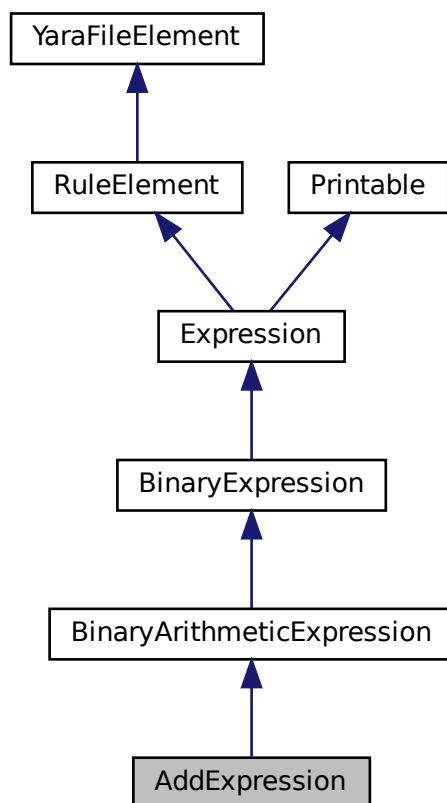 YaraFileElement
RuleElement
Printable
Expression
BinaryExpression
BinaryArithmeticExpression
AddExpression